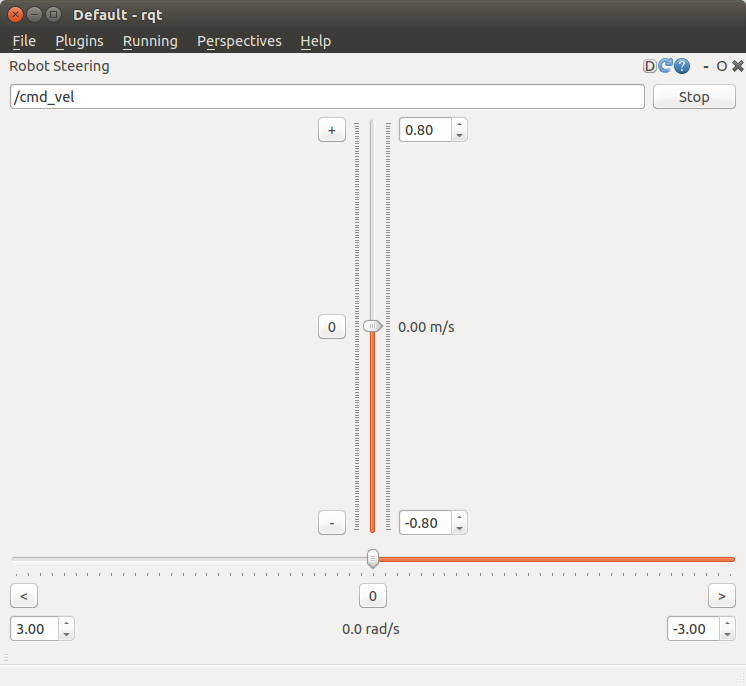 Default - rqt
File Plugins Running Perspectives Help
Robot Steering D ? - O
/cmd_vel Stop
+ 0.80
0 0.00 m/s
- -0.80
< 0 >
3.00 0.0 rad/s -3.00